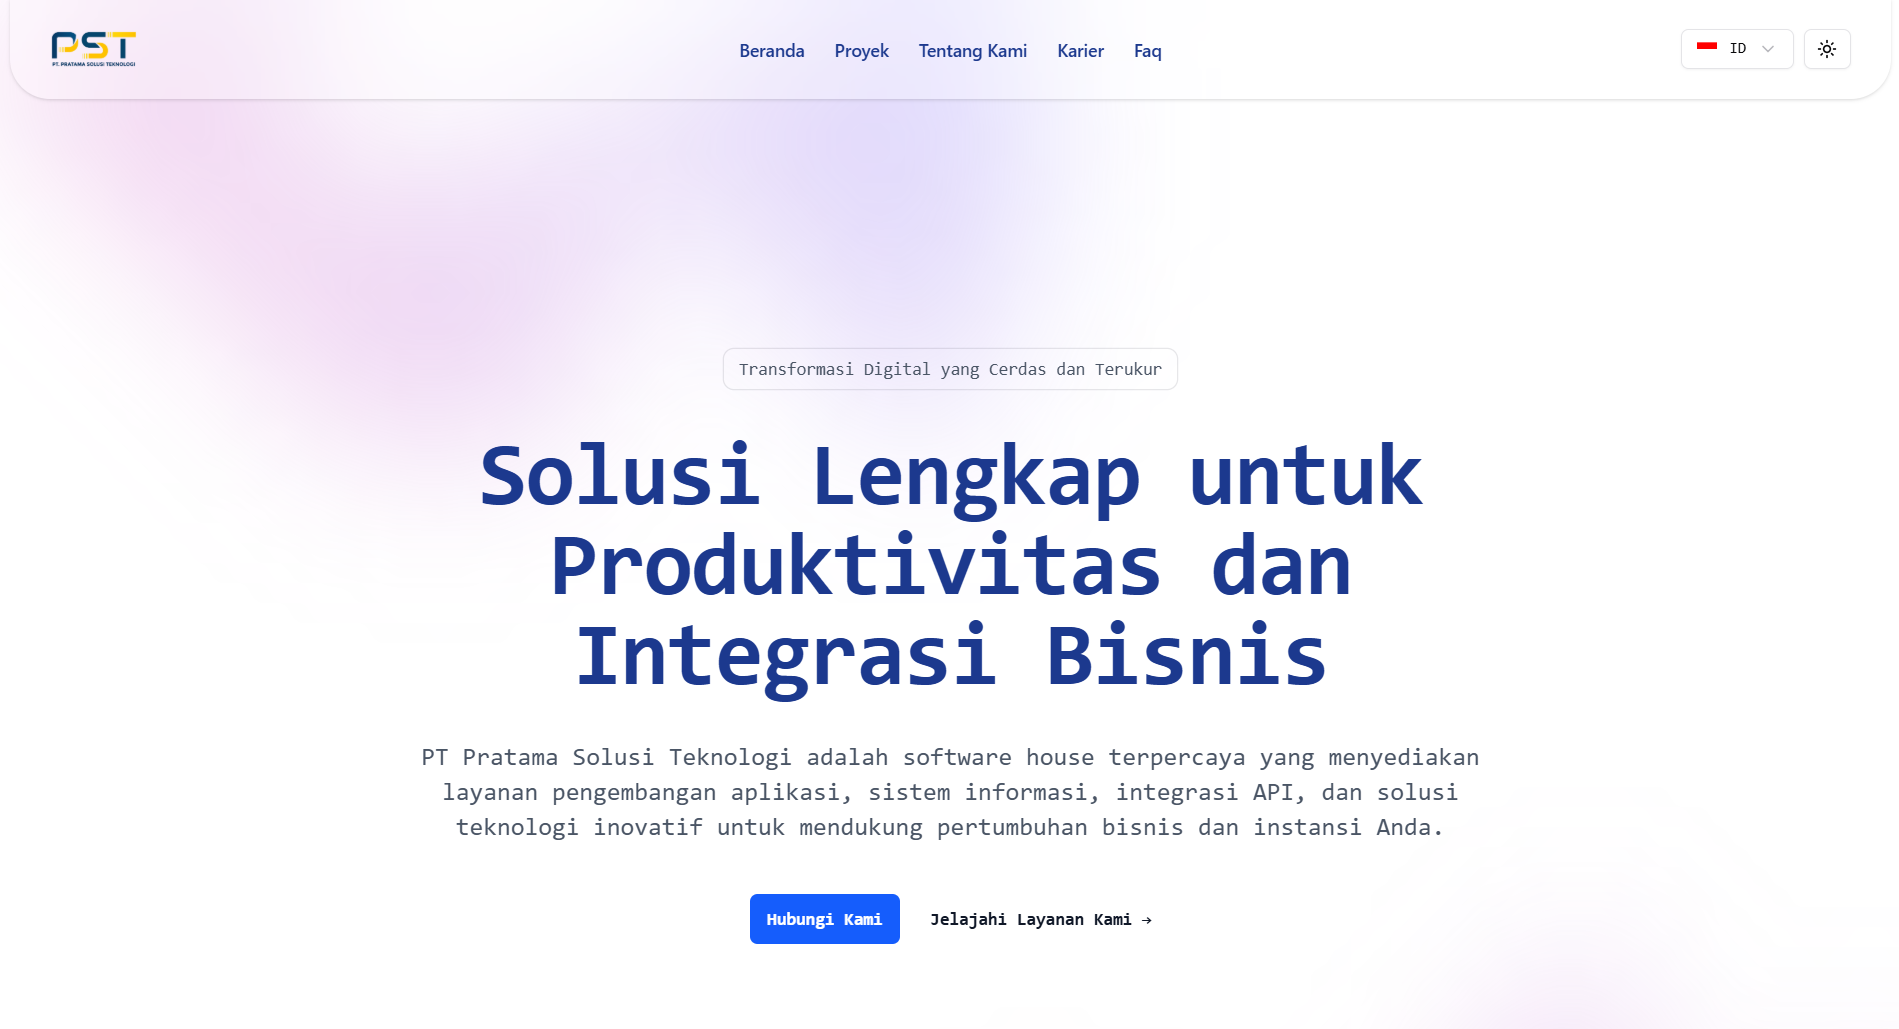 PST
PT. PRATAMA SOLUSI TEKNOLOGI
Beranda
Proyek
Tentang Kami
Karier
Faq
ID
Transformasi Digital yang Cerdas dan Terukur
Solusi Lengkap untuk
Produktivitas dan
Integrasi Bisnis
PT Pratama Solusi Teknologi adalah software house terpercaya yang menyediakan
layanan pengembangan aplikasi, sistem informasi, integrasi API, dan solusi
teknologi inovatif untuk mendukung pertumbuhan bisnis dan instansi Anda.
Hubungi Kami
Jelajahi Layanan Kami →